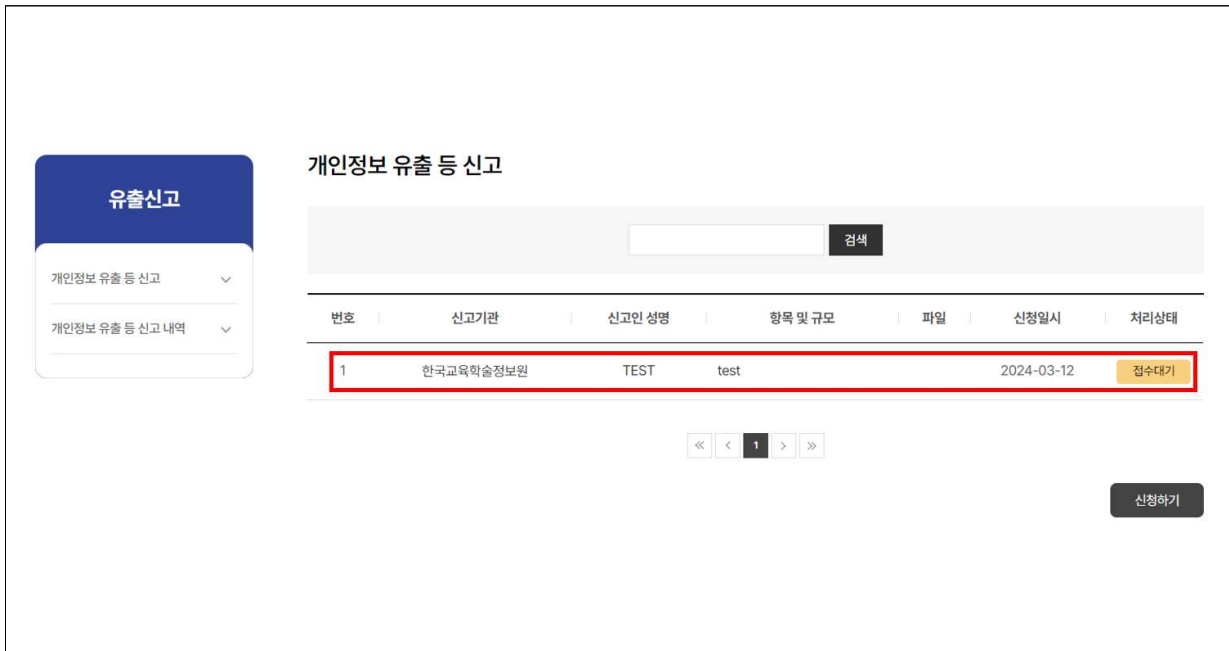 유출신고
개인정보 유출 등 신고
개인정보 유출 등 신고 내역
개인정보 유출 등 신고
검색
번호 신고기관 신고인 성명 항목 및 규모 파일 신청일시 처리상태
1 한국교육학술정보원 TEST test 2024-03-12 접수대기
« < 1 > »
신청하기